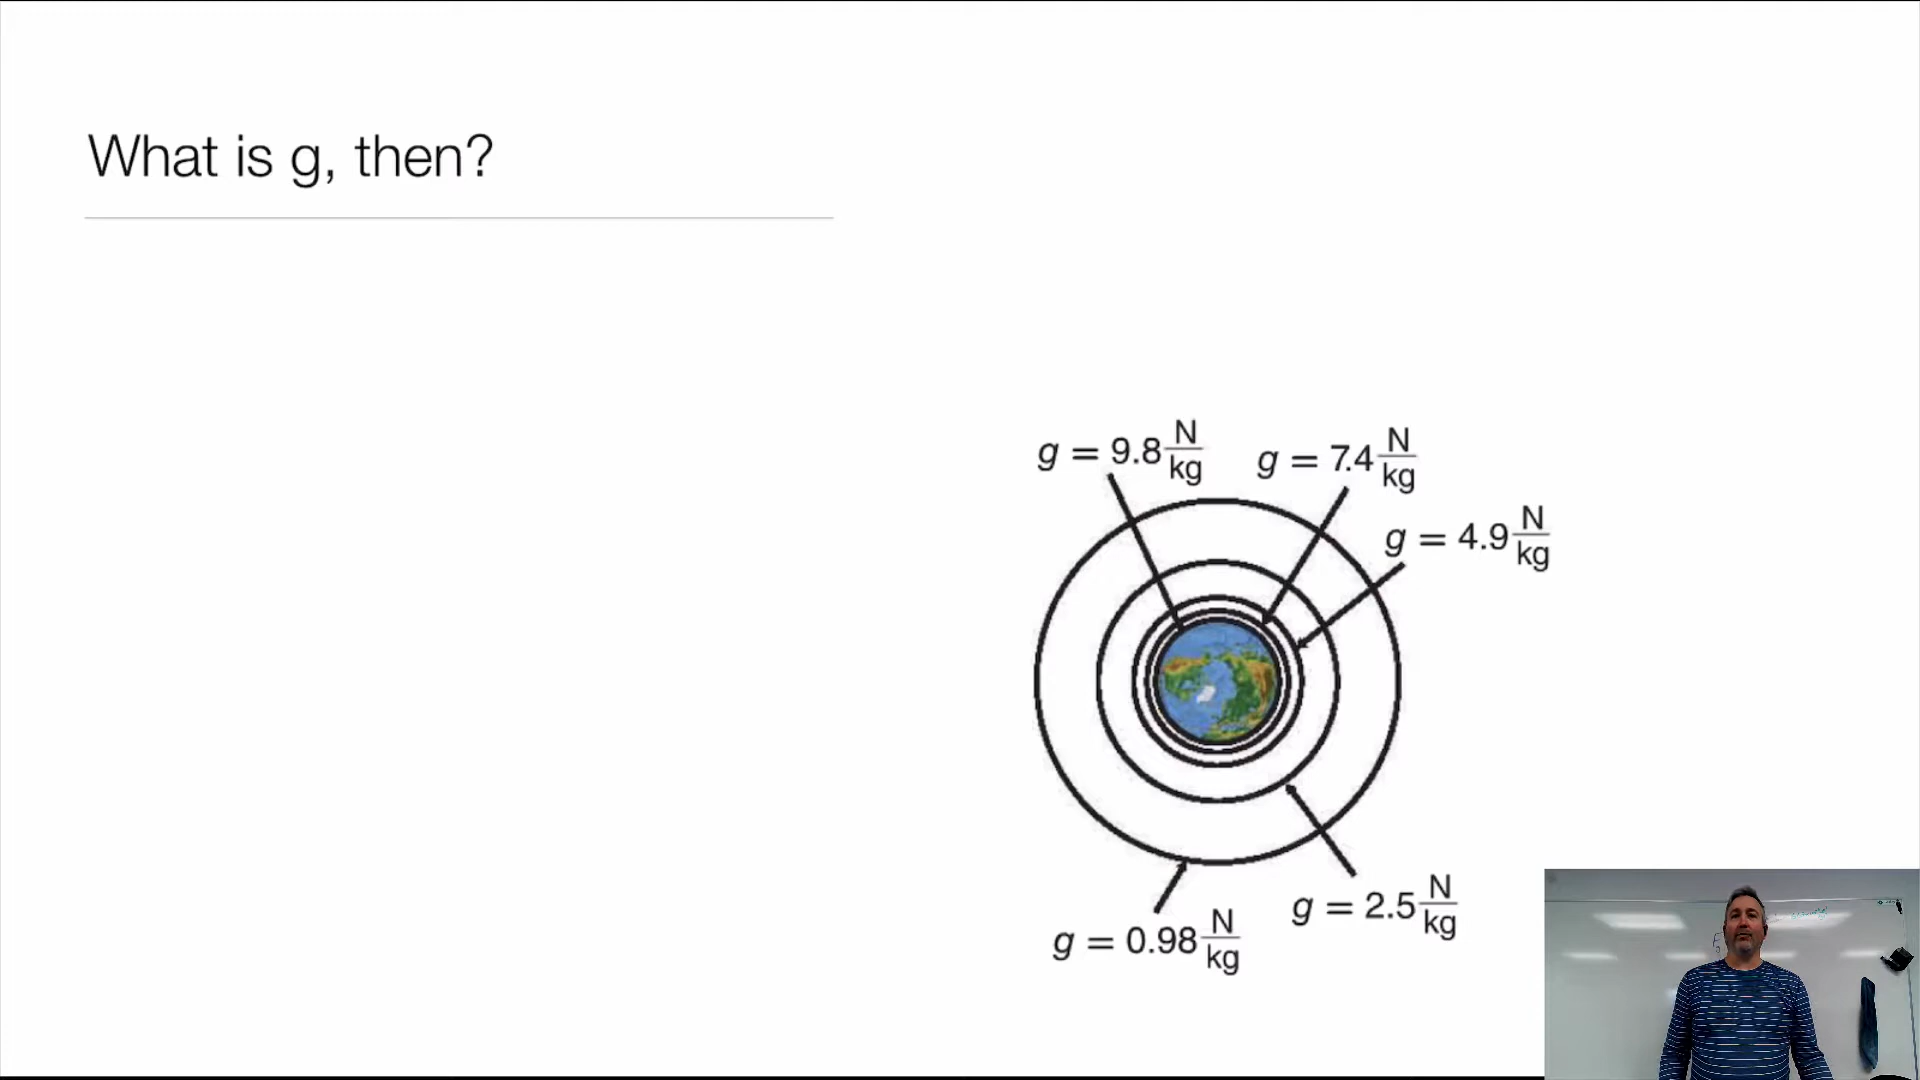 What is g, then?
g = 9.8 N/kg
g = 7.4 N/kg
g = 4.9 N/kg
g = 2.5 N/kg
g = 0.98 N/kg